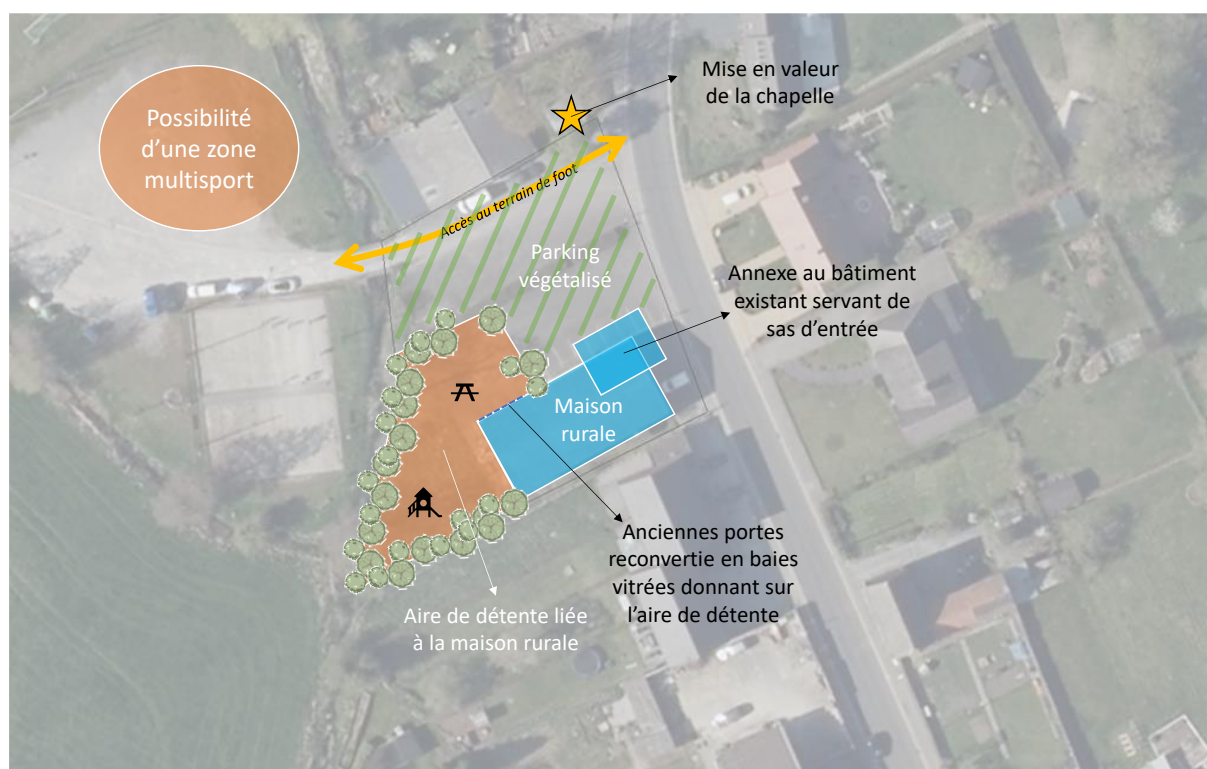 Mise en valeur
de la chapelle
Possibilité
d'une zone
multisport
Accès au terrain de foot
Parking
végétalisé
Annexe au bâtiment
existant servant de
sas d'entrée
Maison
rurale
Anciennes portes
reconvertie en baies
vitrées donnant sur
l'aire de détente
Aire de détente liée
à la maison rurale